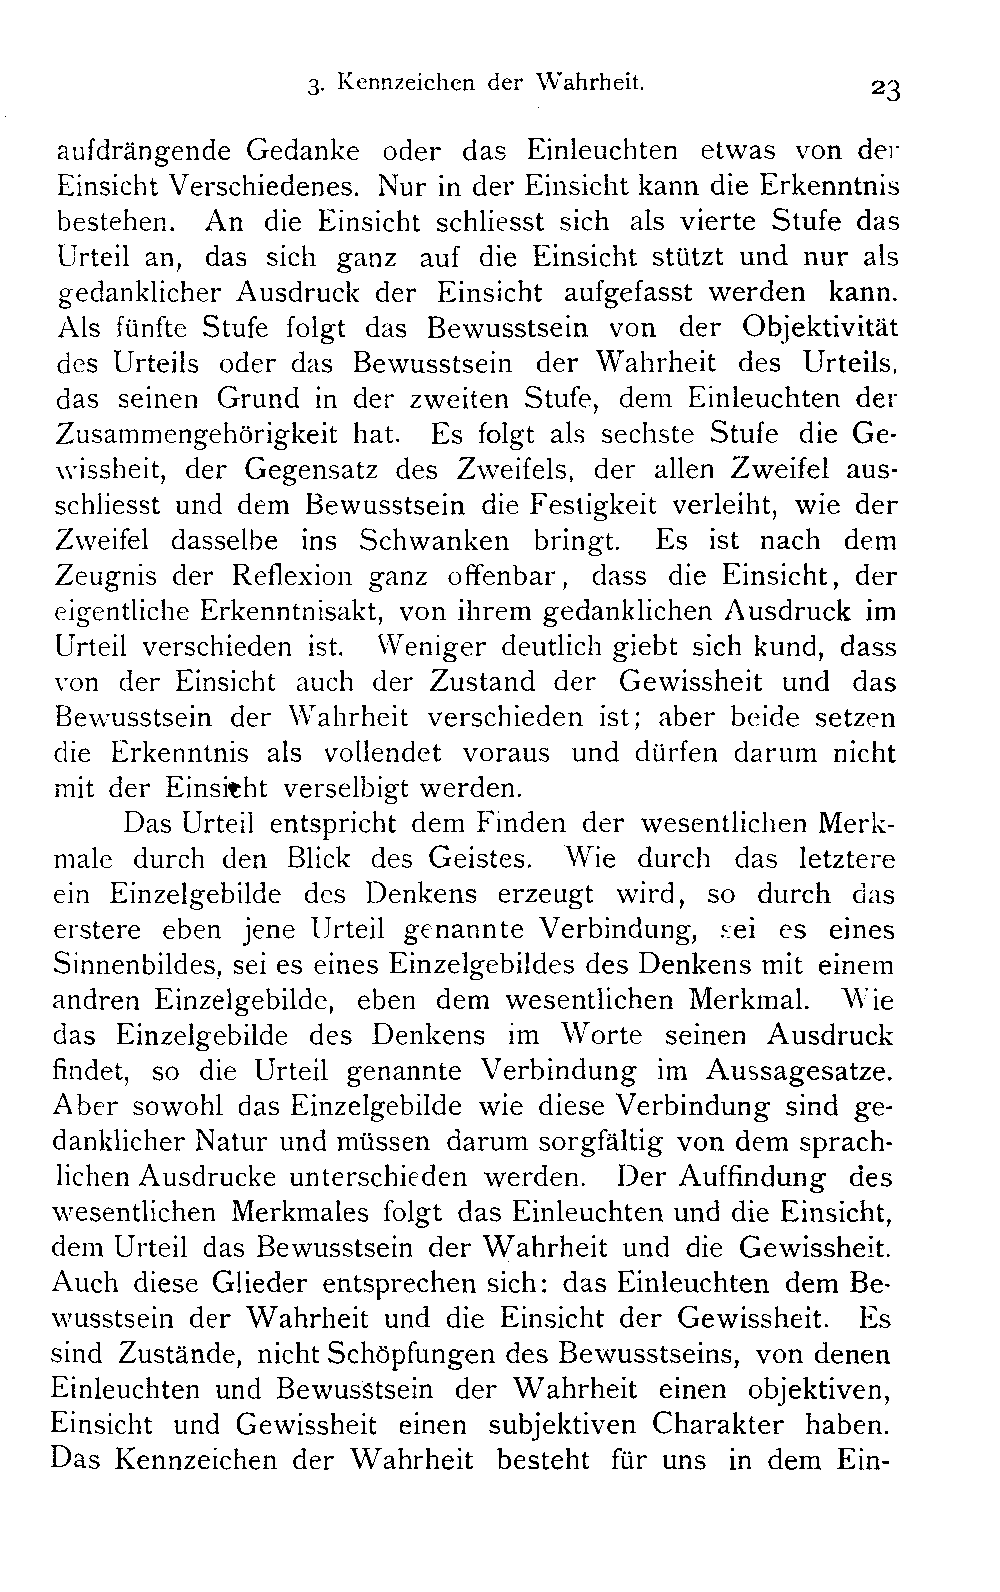 3. Kennzeichen der Wahrheit. 23
aufdrängende Gedanke oder das Einleuchten etwas von der
Einsicht Verschiedenes. Nur in der Einsicht kann die Erkenntnis
bestehen. An die Einsicht schliesst sich als vierte Stufe das
Urteil an, das sich ganz auf die Einsicht stützt und nur als
gedanklicher Ausdruck der Einsicht aufgefasst werden kann.
Als fünfte Stufe folgt das Bewusstsein von der Objektivität
des Urteils oder das Bewusstsein der Wahrheit des Urteils,
das seinen Grund in der zweiten Stufe, dem Einleuchten der
Zusammengehörigkeit hat. Es folgt als sechste Stufe die Ge-
wissheit, der Gegensatz des Zweifels, der allen Zweifel aus-
schliesst und dem Bewusstsein die Festigkeit verleiht, wie der
Zweifel dasselbe ins Schwanken bringt. Es ist nach dem
Zeugnis der Reflexion ganz offenbar, dass die Einsicht, der
eigentliche Erkenntnisakt, von ihrem gedanklichen Ausdruck im
Urteil verschieden ist. Weniger deutlich giebt sich kund, dass
von der Einsicht auch der Zustand der Gewissheit und das
Bewusstsein der Wahrheit verschieden ist; aber beide setzen
die Erkenntnis als vollendet voraus und dürfen darum nicht
mit der Einsicht verselbigt werden.
Das Urteil entspricht dem Finden der wesentlichen Merk-
male durch den Blick des Geistes. Wie durch das letztere
ein Einzelgebilde des Denkens erzeugt wird, so durch das
erstere eben jene Urteil genannte Verbindung, sei es eines
Sinnenbildes, sei es eines Einzelgebildes des Denkens mit einem
andren Einzelgebilde, eben dem wesentlichen Merkmal. Wie
das Einzelgebilde des Denkens im Worte seinen Ausdruck
findet, so die Urteil genannte Verbindung im Aussagesatze.
Aber sowohl das Einzelgebilde wie diese Verbindung sind ge-
danklicher Natur und müssen darum sorgfältig von dem sprach-
lichen Ausdrucke unterschieden werden. Der Auffindung des
wesentlichen Merkmales folgt das Einleuchten und die Einsicht,
dem Urteil das Bewusstsein der Wahrheit und die Gewissheit.
Auch diese Glieder entsprechen sich: das Einleuchten dem Be-
wusstsein der Wahrheit und die Einsicht der Gewissheit. Es
sind Zustände, nicht Schöpfungen des Bewusstseins, von denen
Einleuchten und Bewusstsein der Wahrheit einen objektiven,
Einsicht und Gewissheit einen subjektiven Charakter haben.
Das Kennzeichen der Wahrheit besteht für uns in dem Ein-